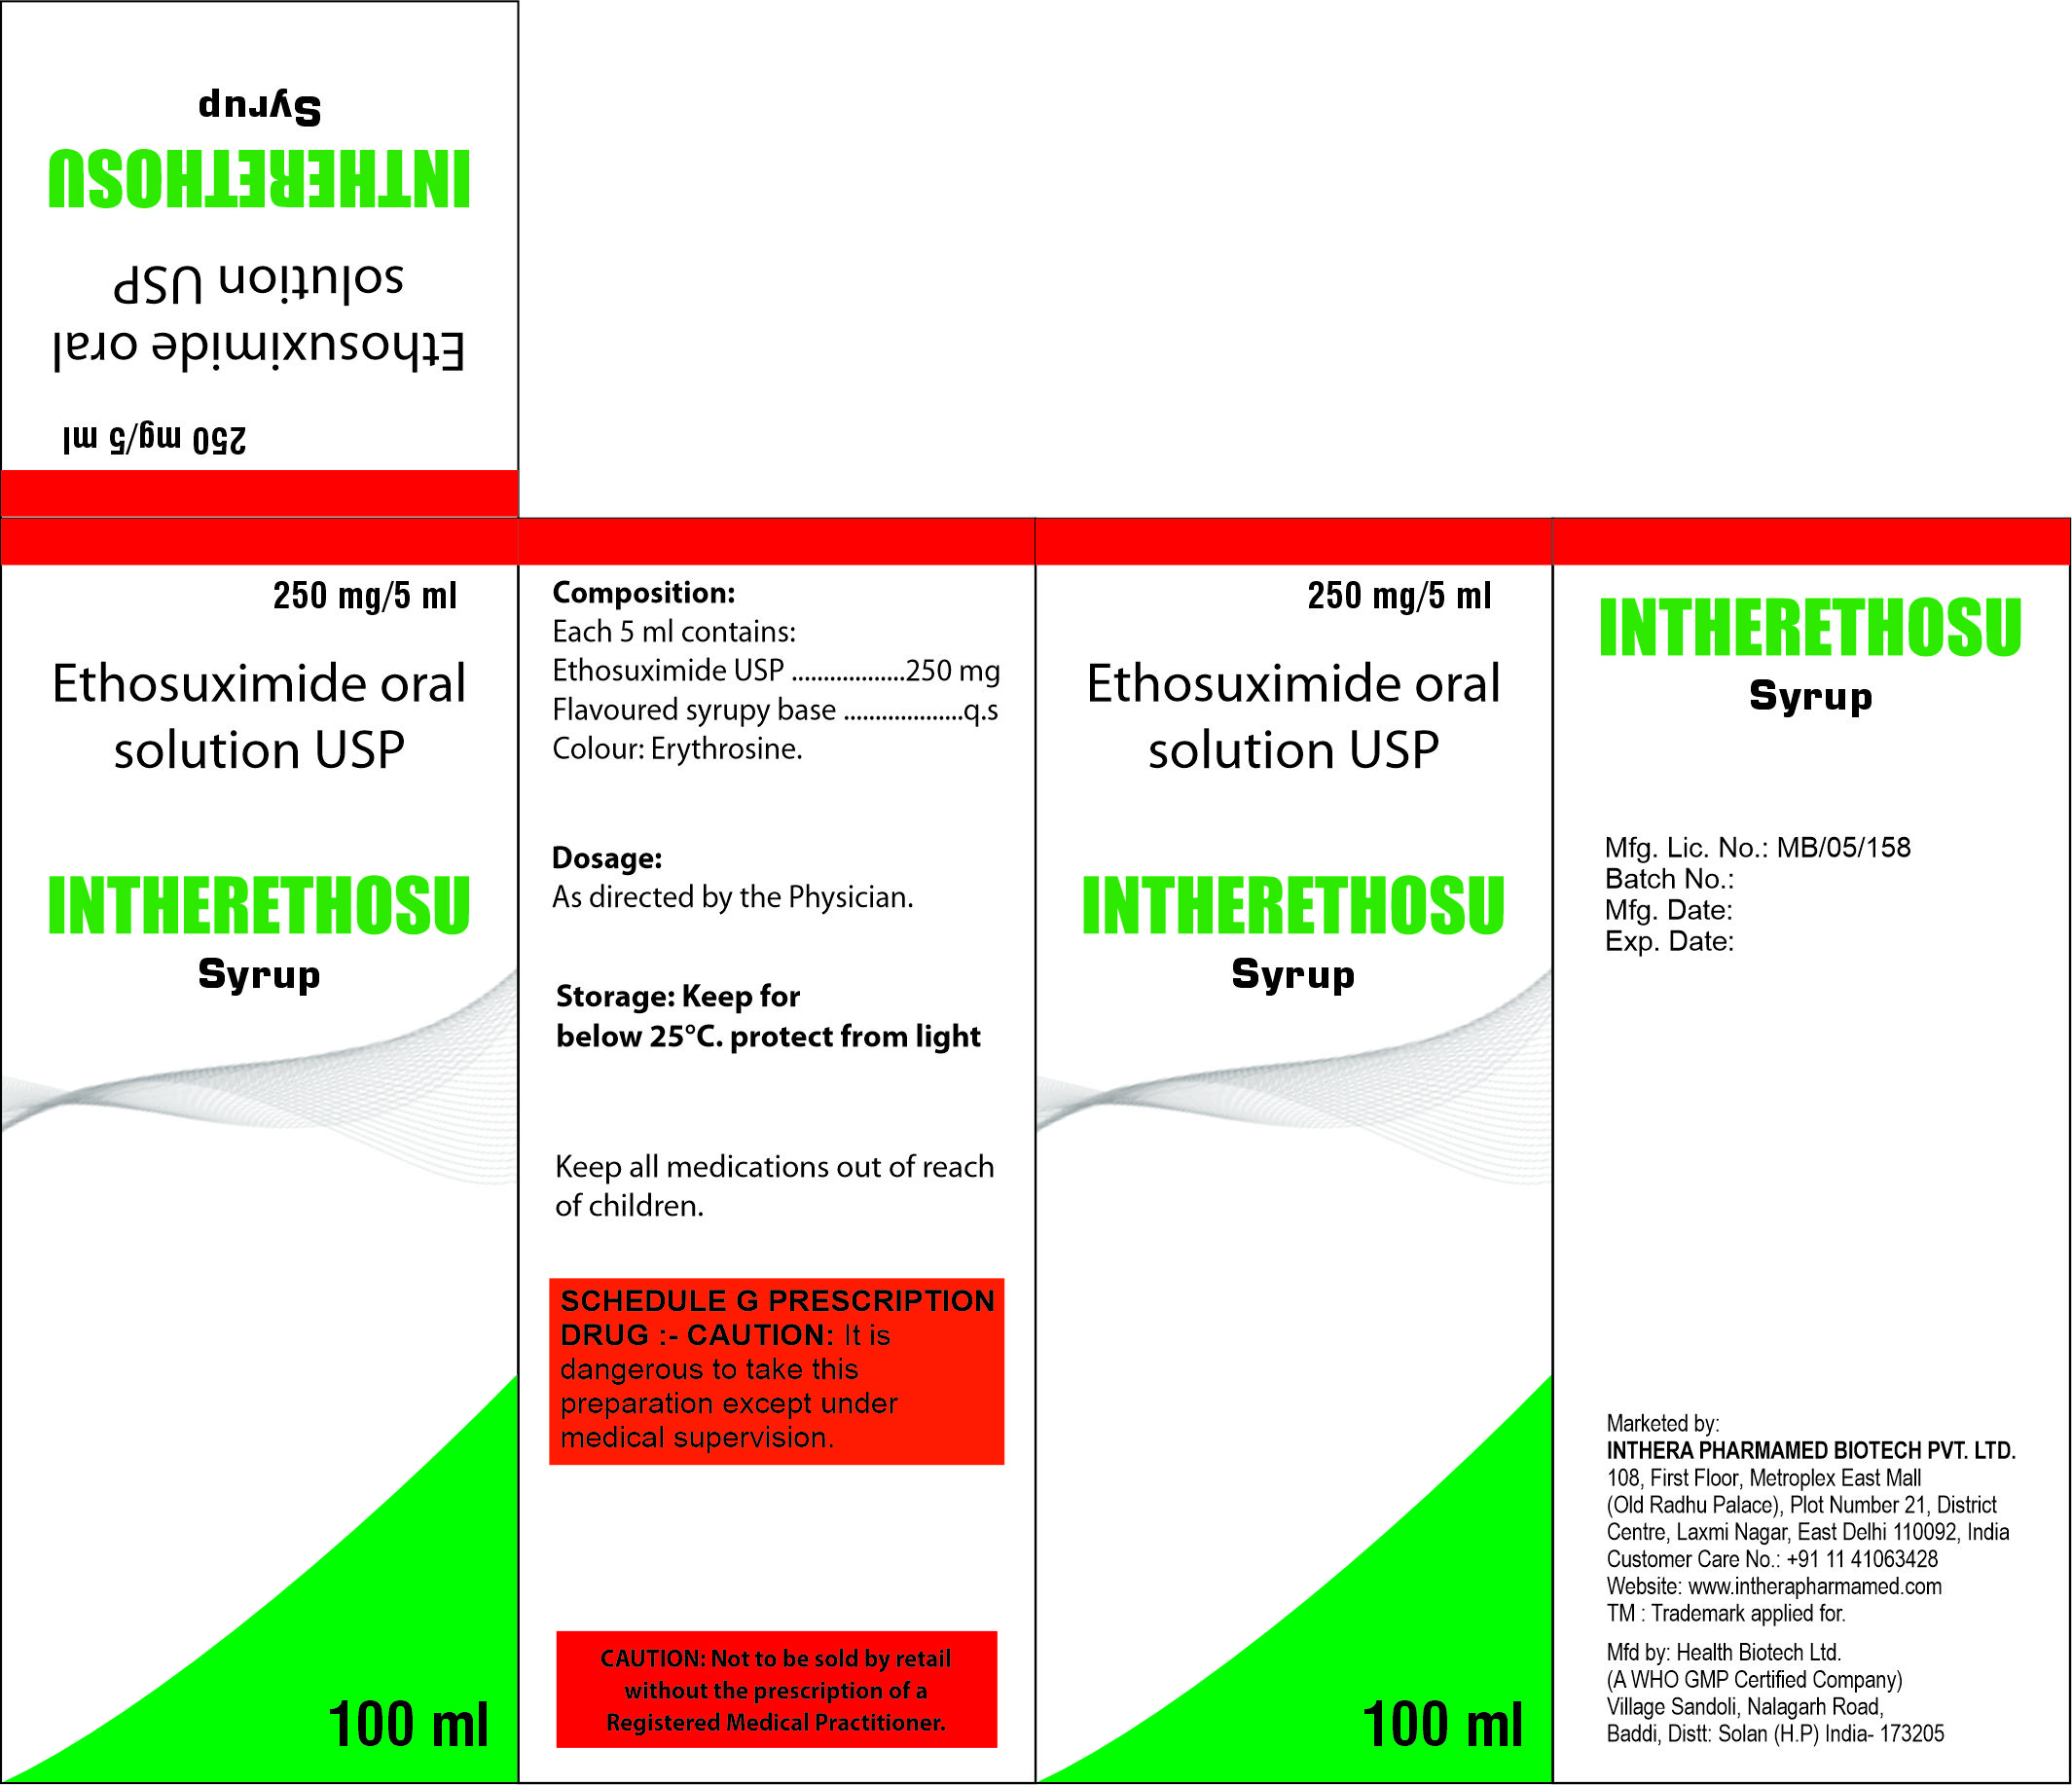 Syrup
INTHERETHOSU
solution USP
Ethosuximide oral
250 mg/5 ml
250 mg/5 ml
Ethosuximide oral
solution USP
INTHERETHOSU
Syrup
100 ml
Composition:
Each 5 ml contains:
Ethosuximide USP ..................250 mg
Flavoured syrupy base ...................q.s
Colour: Erythrosine.
Dosage:
As directed by the Physician.
Storage: Keep for
below 25°C. protect from light
Keep all medications out of reach
of children.
SCHEDULE G PRESCRIPTION
DRUG :- CAUTION: It is
dangerous to take this
preparation except under
medical supervision.
CAUTION: Not to be sold by retail
without the prescription of a
Registered Medical Practitioner.
250 mg/5 ml
Ethosuximide oral
solution USP
INTHERETHOSU
Syrup
100 ml
INTHERETHOSU
Syrup
Mfg. Lic. No.: MB/05/158
Batch No.:
Mfg. Date:
Exp. Date:
Marketed by:
INTHERA PHARMAMED BIOTECH PVT. LTD.
108, First Floor, Metroplex East Mall
(Old Radhu Palace), Plot Number 21, District
Centre, Laxmi Nagar, East Delhi 110092, India
Customer Care No.: +91 11 41063428
Website: www.intherapharmamed.com
TM : Trademark applied for.
Mfd by: Health Biotech Ltd.
(A WHO GMP Certified Company)
Village Sandoli, Nalagarh Road,
Baddi, Distt: Solan (H.P) India- 173205